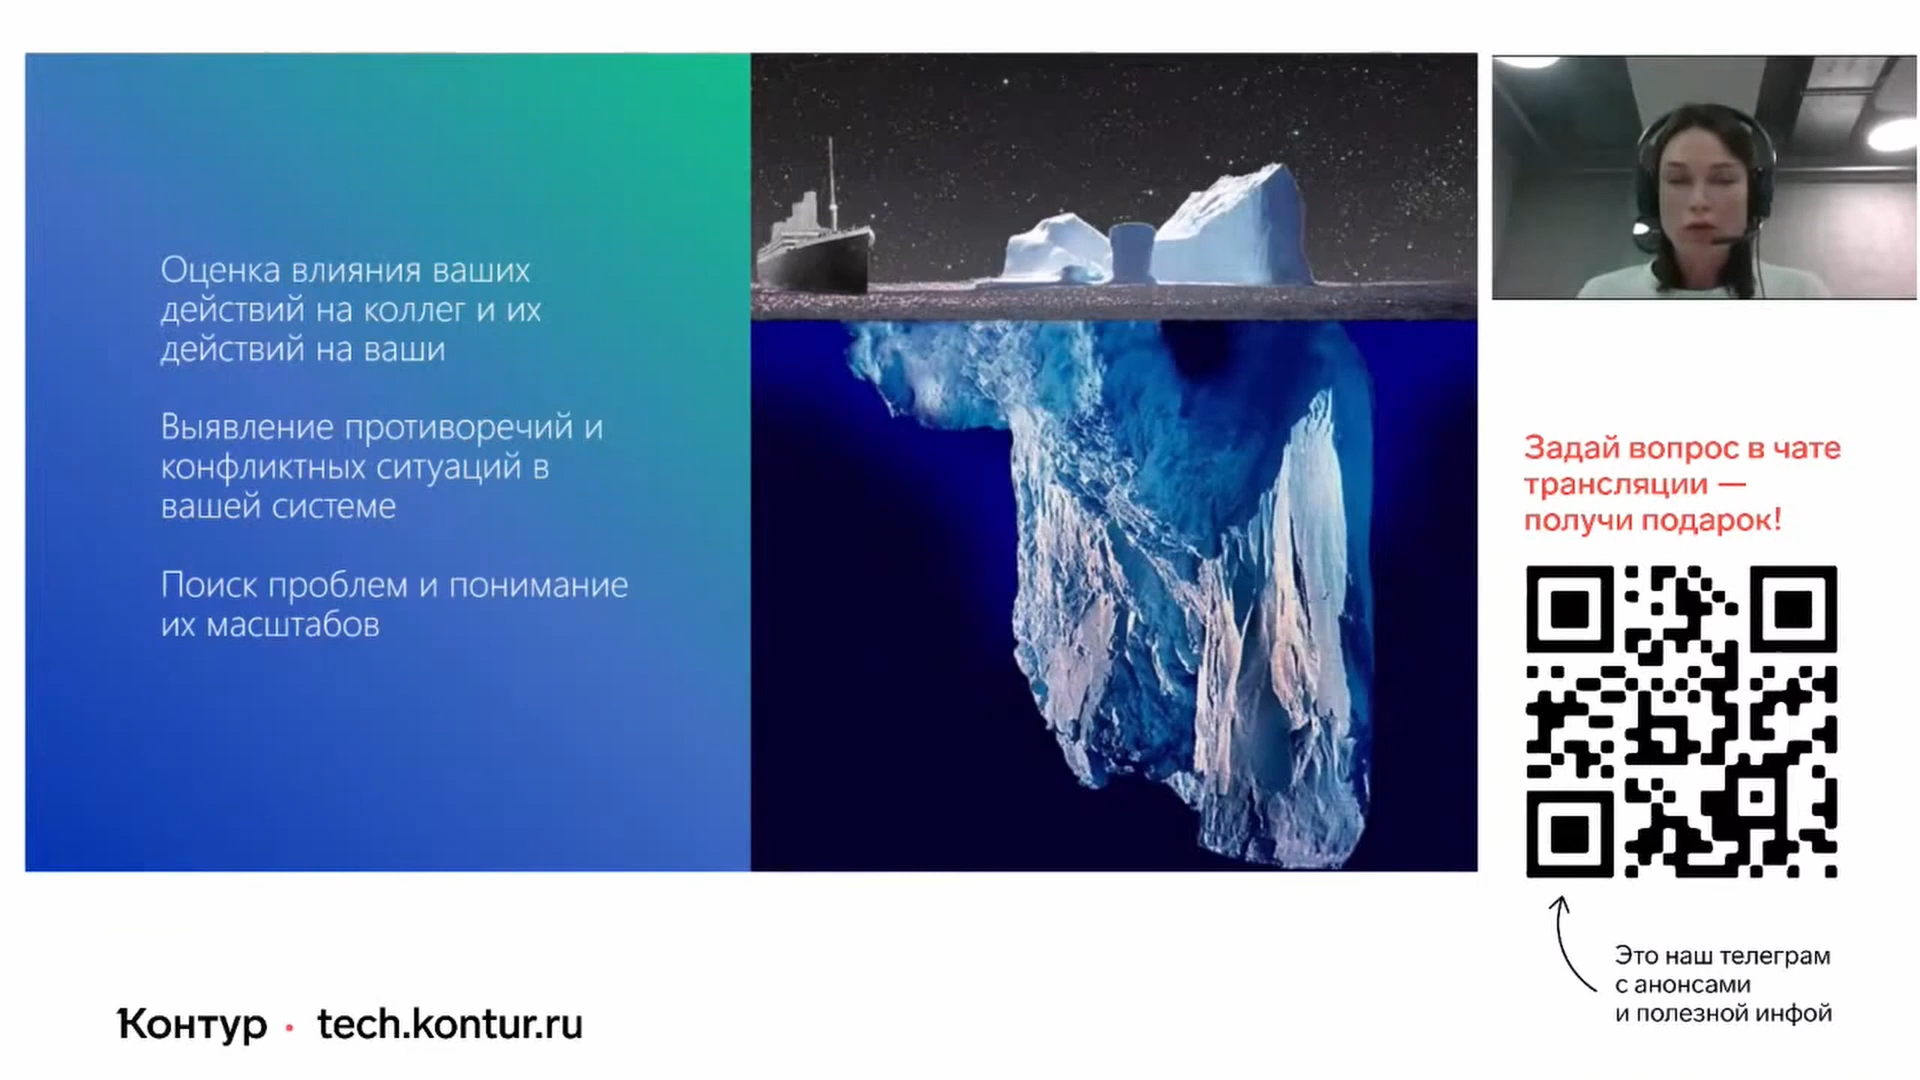 Оценка влияния ваших
действий на коллег и их
действий на ваши
Выявление противоречий и
конфликтных ситуаций в
вашей системе
Поиск проблем и понимание
их масштабов
Задай вопрос в чате
трансляции —
получи подарок!
Это наш телеграм
с анонсами
и полезной инфой
Контур • tech.kontur.ru